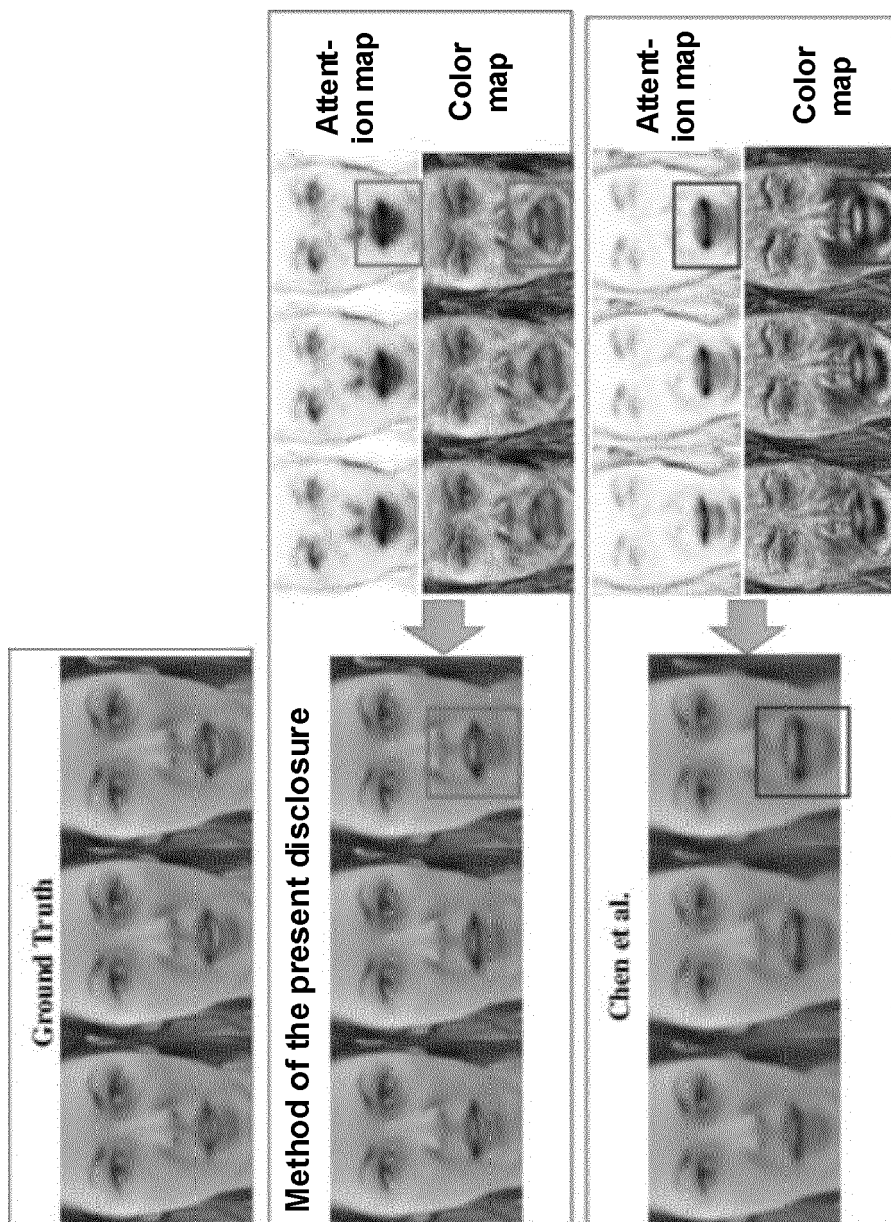 Ground Truth
Method of the present disclosure
Attent-
ion map
Color
map
Chen et al.
Attent-
ion map
Color
map